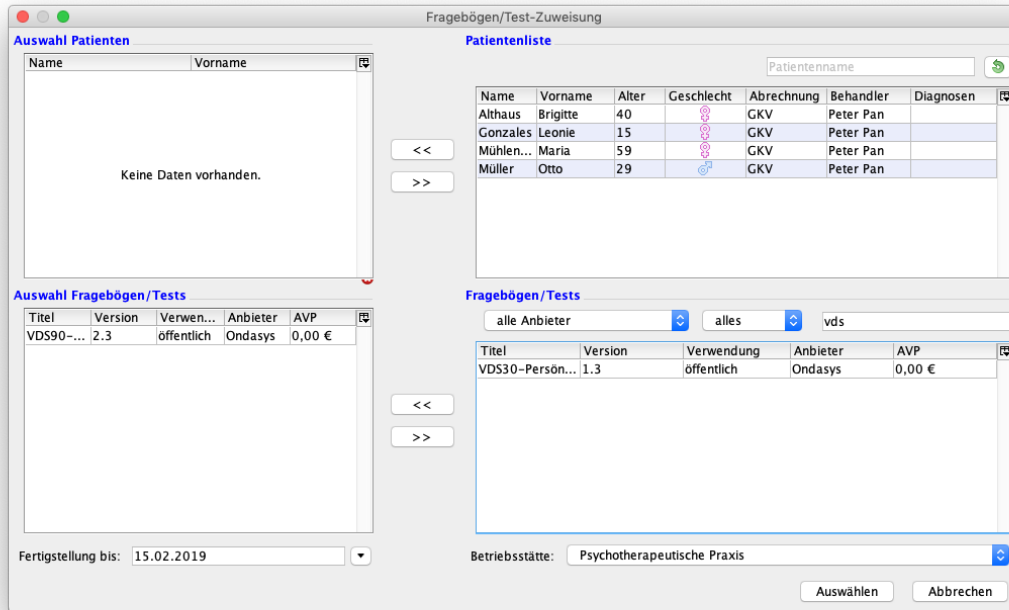 Fragebögen/Test-Zuweisung
Auswahl Patienten
Name Vorname
Keine Daten vorhanden.
<<
>>
Patientenliste
Patientenname
Name Vorname Alter Geschlecht Abrechnung Behandler Diagnosen
Althaus Brigitte 40 GKV Peter Pan
Gonzales Leonie 15 GKV Peter Pan
Mühlen... Maria 59 GKV Peter Pan
Müller Otto 29 GKV Peter Pan
Auswahl Fragebögen/Tests
Titel Version Verwen... Anbieter AVP
VDS90-... 2.3 öffentlich Ondasys 0,00 €
<<
>>
Fragebögen/Tests
alle Anbieter alles vds
Titel Version Verwendung Anbieter AVP
VDS30-Persön... 1.3 öffentlich Ondasys 0,00 €
Fertigstellung bis: 15.02.2019
Betriebsstätte: Psychotherapeutische Praxis
Auswählen Abbrechen